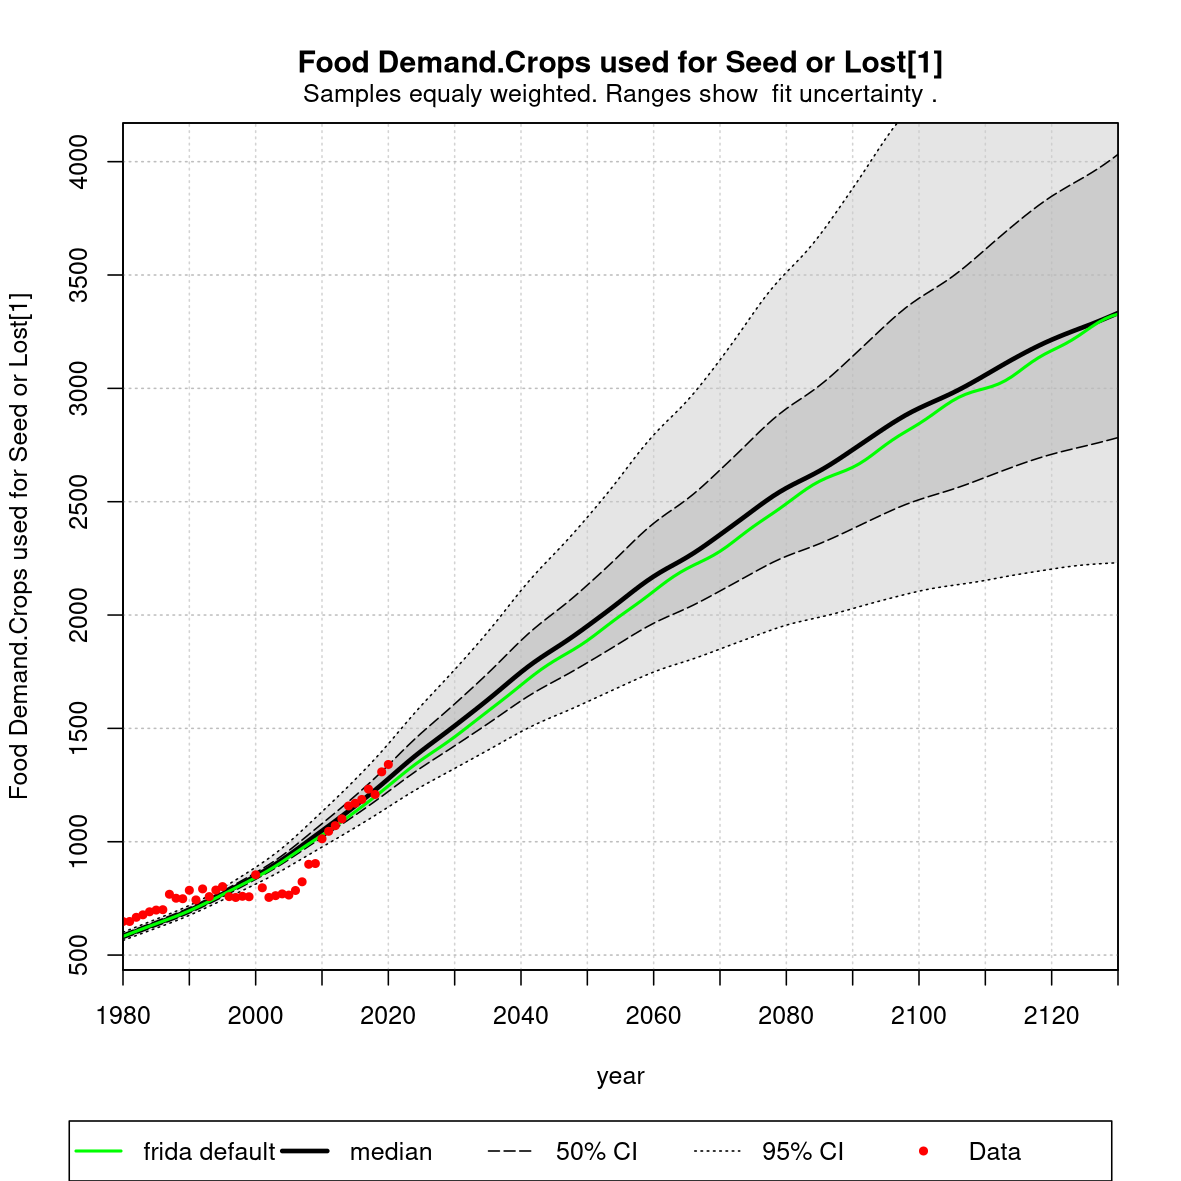 Food Demand.Crops used for Seed or Lost[1]
Samples equaly weighted. Ranges show  fit uncertainty .
Food Demand.Crops used for Seed or Lost[1]
4000
3500
3000
2500
2000
1500
1000
500
1980 2000 2020 2040 2060 2080 2100 2120
year
frida default median 50% CI 95% CI Data